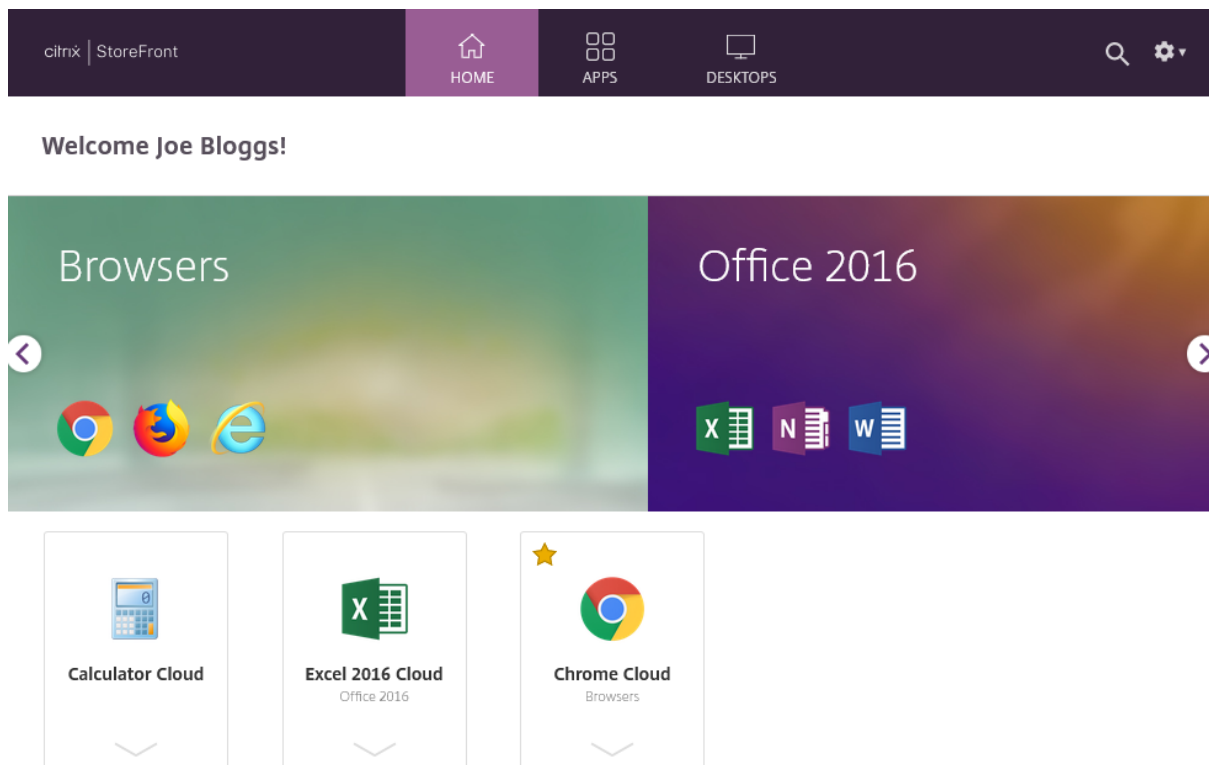 citrix | StoreFront
HOME
APPS
DESKTOPS
Welcome Joe Bloggs!
Browsers
Office 2016
X
N
W
0
X
Calculator Cloud
Excel 2016 Cloud
Chrome Cloud
Office 2016
Browsers